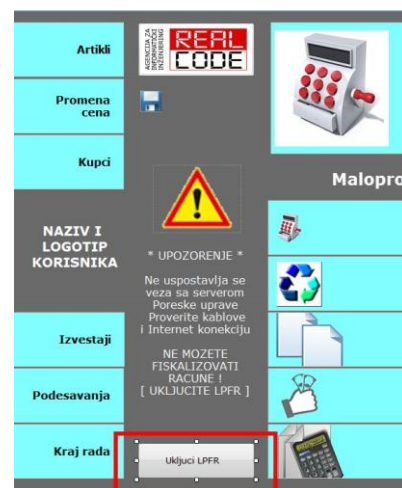 Artikli
Promena
cena
Kupci
NAZIV I
LOGOTIP
KORISNIKA
Izvestaji
Podesavanja
Kraj rada
AGENCIJA ZA
INFORMATIČKI
INŽENJERING
REAL
CODE
* UPOZORENJE *
Ne uspostavlja se
veza sa serverom
Poreske uprave
Proverite kablove
i Internet konekciju
NE MOZETE
FISKALIZOVATI
RACUNE !
[ UKLJUCITE LPFR ]
Ukljuci LPFR
Malopro